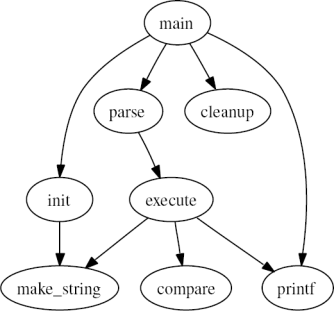 main
parse
cleanup
init
execute
make_string
compare
printf